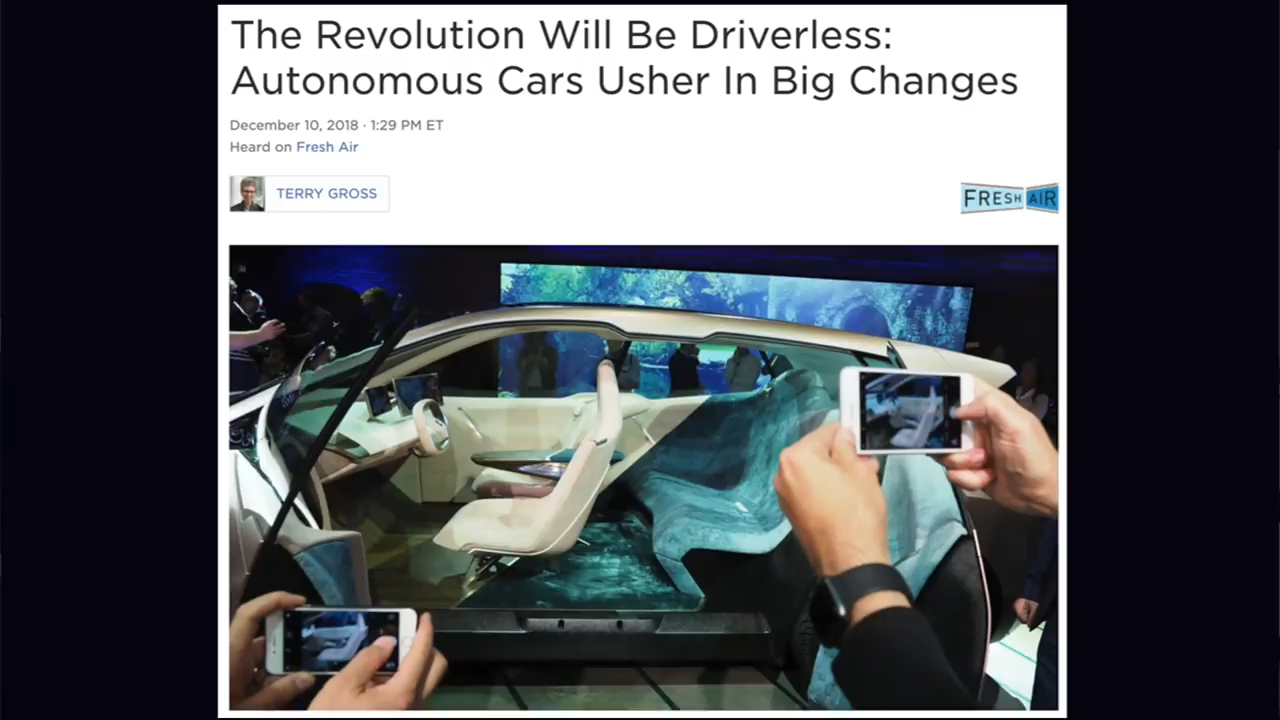 The Revolution Will Be Driverless:
Autonomous Cars Usher In Big Changes
December 10, 2018 · 1:29 PM ET
Heard on Fresh Air
TERRY GROSS
FRESH AIR